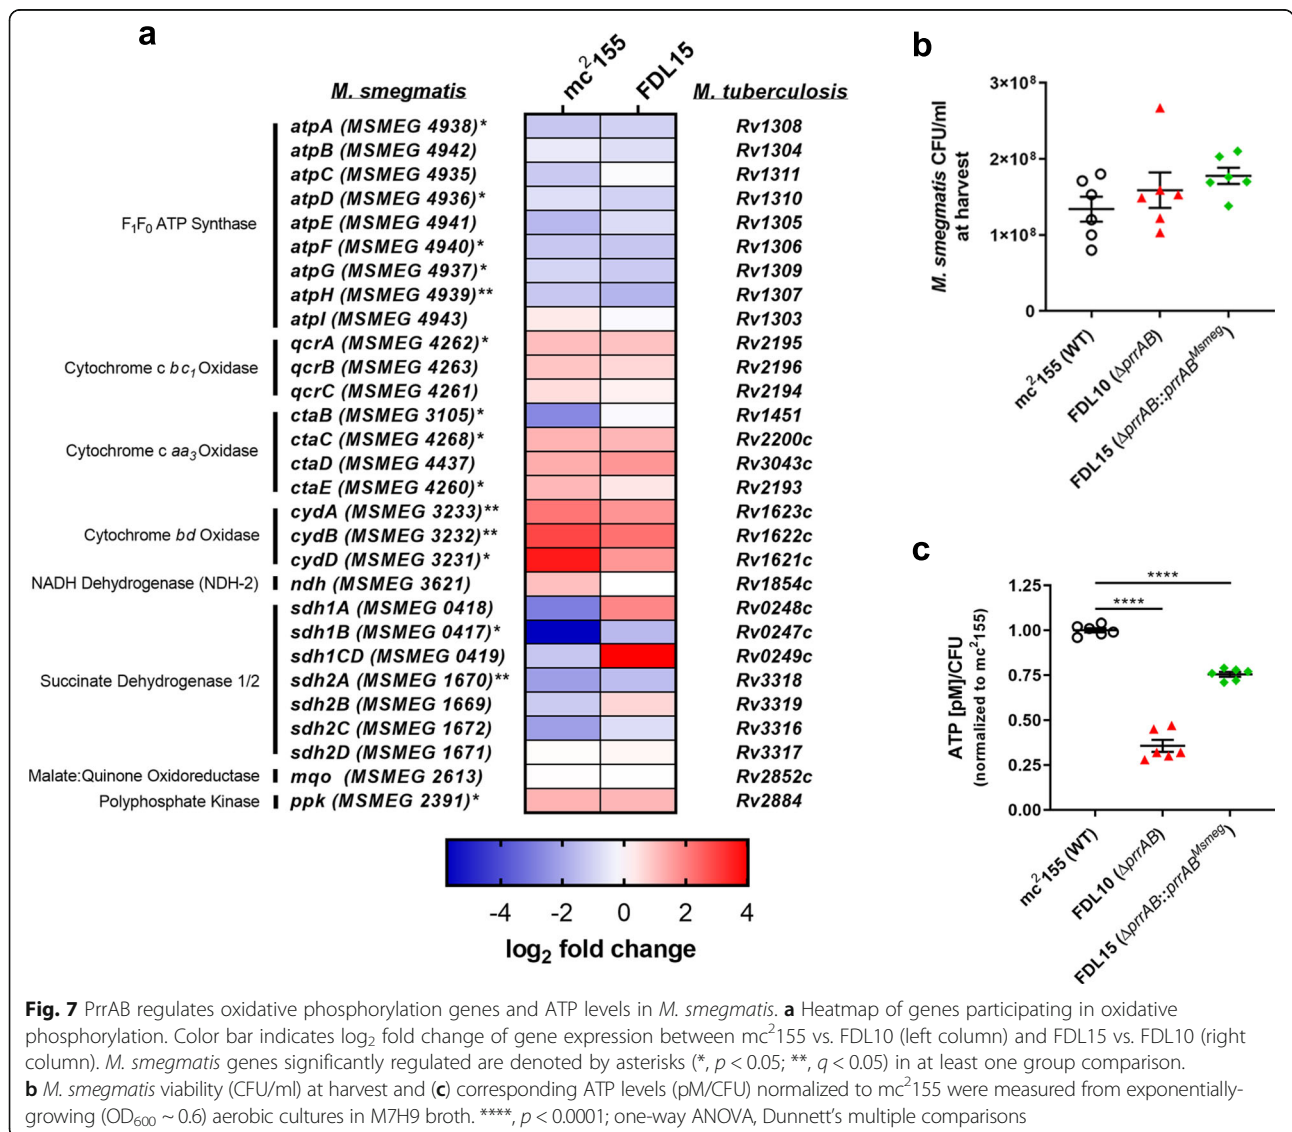 a
mc²155
FDL15
M. smegmatis
M. tuberculosis
F₁F₀ ATP Synthase
atpA (MSMEG 4938)* Rv1308
atpB (MSMEG 4942) Rv1304
atpC (MSMEG 4935) Rv1311
atpD (MSMEG 4936)* Rv1310
atpE (MSMEG 4941) Rv1305
atpF (MSMEG 4940)* Rv1306
atpG (MSMEG 4937)* Rv1309
atpH (MSMEG 4939)** Rv1307
atpI (MSMEG 4943) Rv1303
Cytochrome c bc₁ Oxidase
qcrA (MSMEG 4262)* Rv2195
qcrB (MSMEG 4263) Rv2196
qcrC (MSMEG 4261) Rv2194
Cytochrome c aa₃ Oxidase
ctaB (MSMEG 3105)* Rv1451
ctaC (MSMEG 4268)* Rv2200c
ctaD (MSMEG 4437) Rv3043c
ctaE (MSMEG 4260)* Rv2193
Cytochrome bd Oxidase
cydA (MSMEG 3233)** Rv1623c
cydB (MSMEG 3232)** Rv1622c
cydD (MSMEG 3231)* Rv1621c
NADH Dehydrogenase (NDH-2)
ndh (MSMEG 3621) Rv1854c
Succinate Dehydrogenase 1/2
sdh1A (MSMEG 0418) Rv0248c
sdh1B (MSMEG 0417)* Rv0247c
sdh1CD (MSMEG 0419) Rv0249c
sdh2A (MSMEG 1670)** Rv3318
sdh2B (MSMEG 1669) Rv3319
sdh2C (MSMEG 1672) Rv3316
sdh2D (MSMEG 1671) Rv3317
Malate:Quinone Oxidoreductase
mqo (MSMEG 2613) Rv2852c
Polyphosphate Kinase
ppk (MSMEG 2391)* Rv2884
-4 -2 0 2 4
log₂ fold change
b
M. smegmatis CFU/ml
at harvest
3×10⁸
2×10⁸
1×10⁸
0
mc²155 (WT)
FDL10 (ΔprrAB)
FDL15 (ΔprrAB::prrAB^Msmeg)
c
ATP [pM]/CFU
(normalized to mc²155)
1.25
1.00
0.75
0.50
0.25
0.00
****
****
mc²155 (WT)
FDL10 (ΔprrAB)
FDL15 (ΔprrAB::prrAB^Msmeg)
Fig. 7 PrrAB regulates oxidative phosphorylation genes and ATP levels in M. smegmatis. a Heatmap of genes participating in oxidative
phosphorylation. Color bar indicates log₂ fold change of gene expression between mc²155 vs. FDL10 (left column) and FDL15 vs. FDL10 (right
column). M. smegmatis genes significantly regulated are denoted by asterisks (*, p < 0.05; **, q < 0.05) in at least one group comparison.
b M. smegmatis viability (CFU/ml) at harvest and (c) corresponding ATP levels (pM/CFU) normalized to mc²155 were measured from exponentially-
growing (OD₆₀₀ ~ 0.6) aerobic cultures in M7H9 broth. ****, p < 0.0001; one-way ANOVA, Dunnett's multiple comparisons